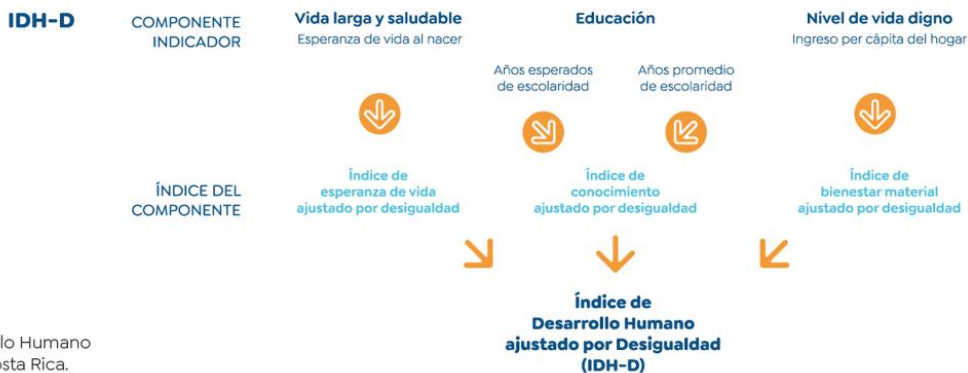 IDH-D
COMPONENTE
INDICADOR
Vida larga y saludable
Esperanza de vida al nacer
Educación
Nivel de vida digno
Ingreso per cápita del hogar
Años esperados
de escolaridad
Años promedio
de escolaridad
ÍNDICE DEL
COMPONENTE
Índice de
esperanza de vida
ajustado por desigualdad
Índice de
conocimiento
ajustado por desigualdad
Índice de
bienestar material
ajustado por desigualdad
Índice de
Desarrollo Humano
ajustado por Desigualdad
(IDH-D)
lo Humano
osta Rica.